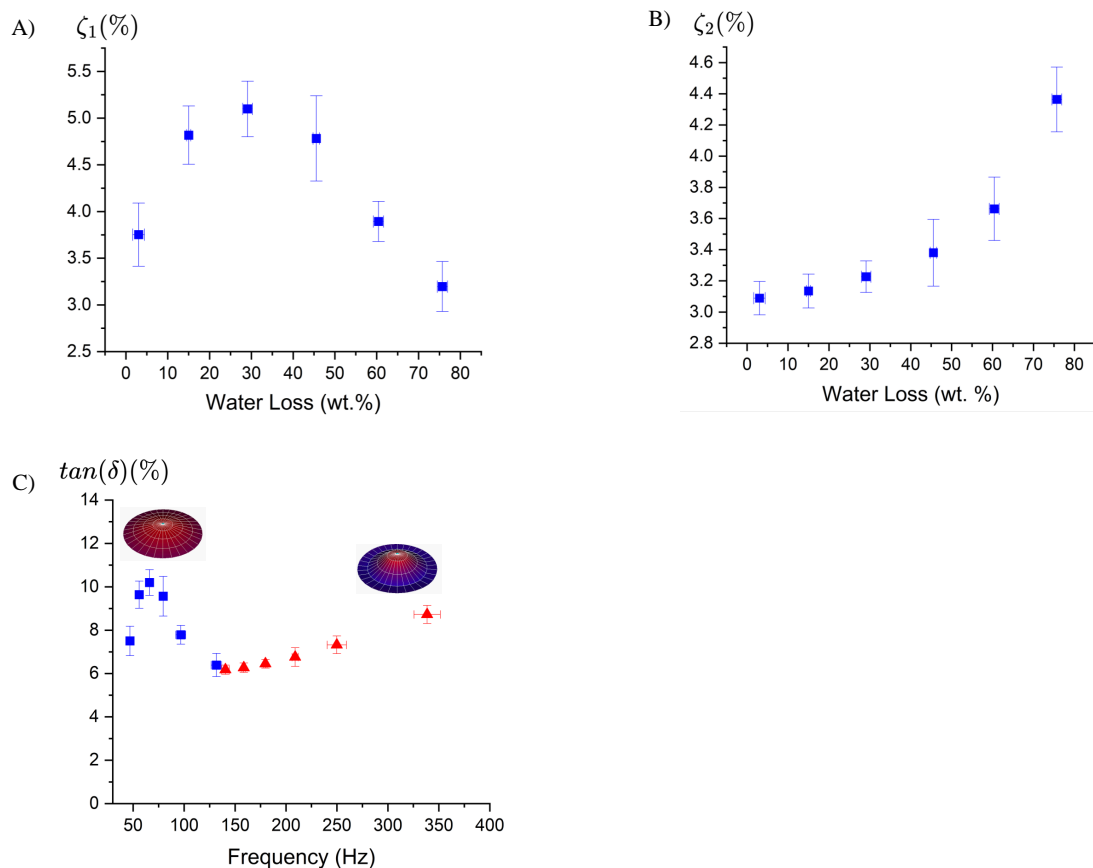 A) ζ₁(%)
5.5
5.0
4.5
4.0
3.5
3.0
2.5
0 10 20 30 40 50 60 70 80
Water Loss (wt.%)
B) ζ₂(%)
4.6
4.4
4.2
4.0
3.8
3.6
3.4
3.2
3.0
2.8
0 10 20 30 40 50 60 70 80
Water Loss (wt. %)
C) tan(δ)(%)
14
12
10
8
6
4
2
0
50 100 150 200 250 300 350 400
Frequency (Hz)